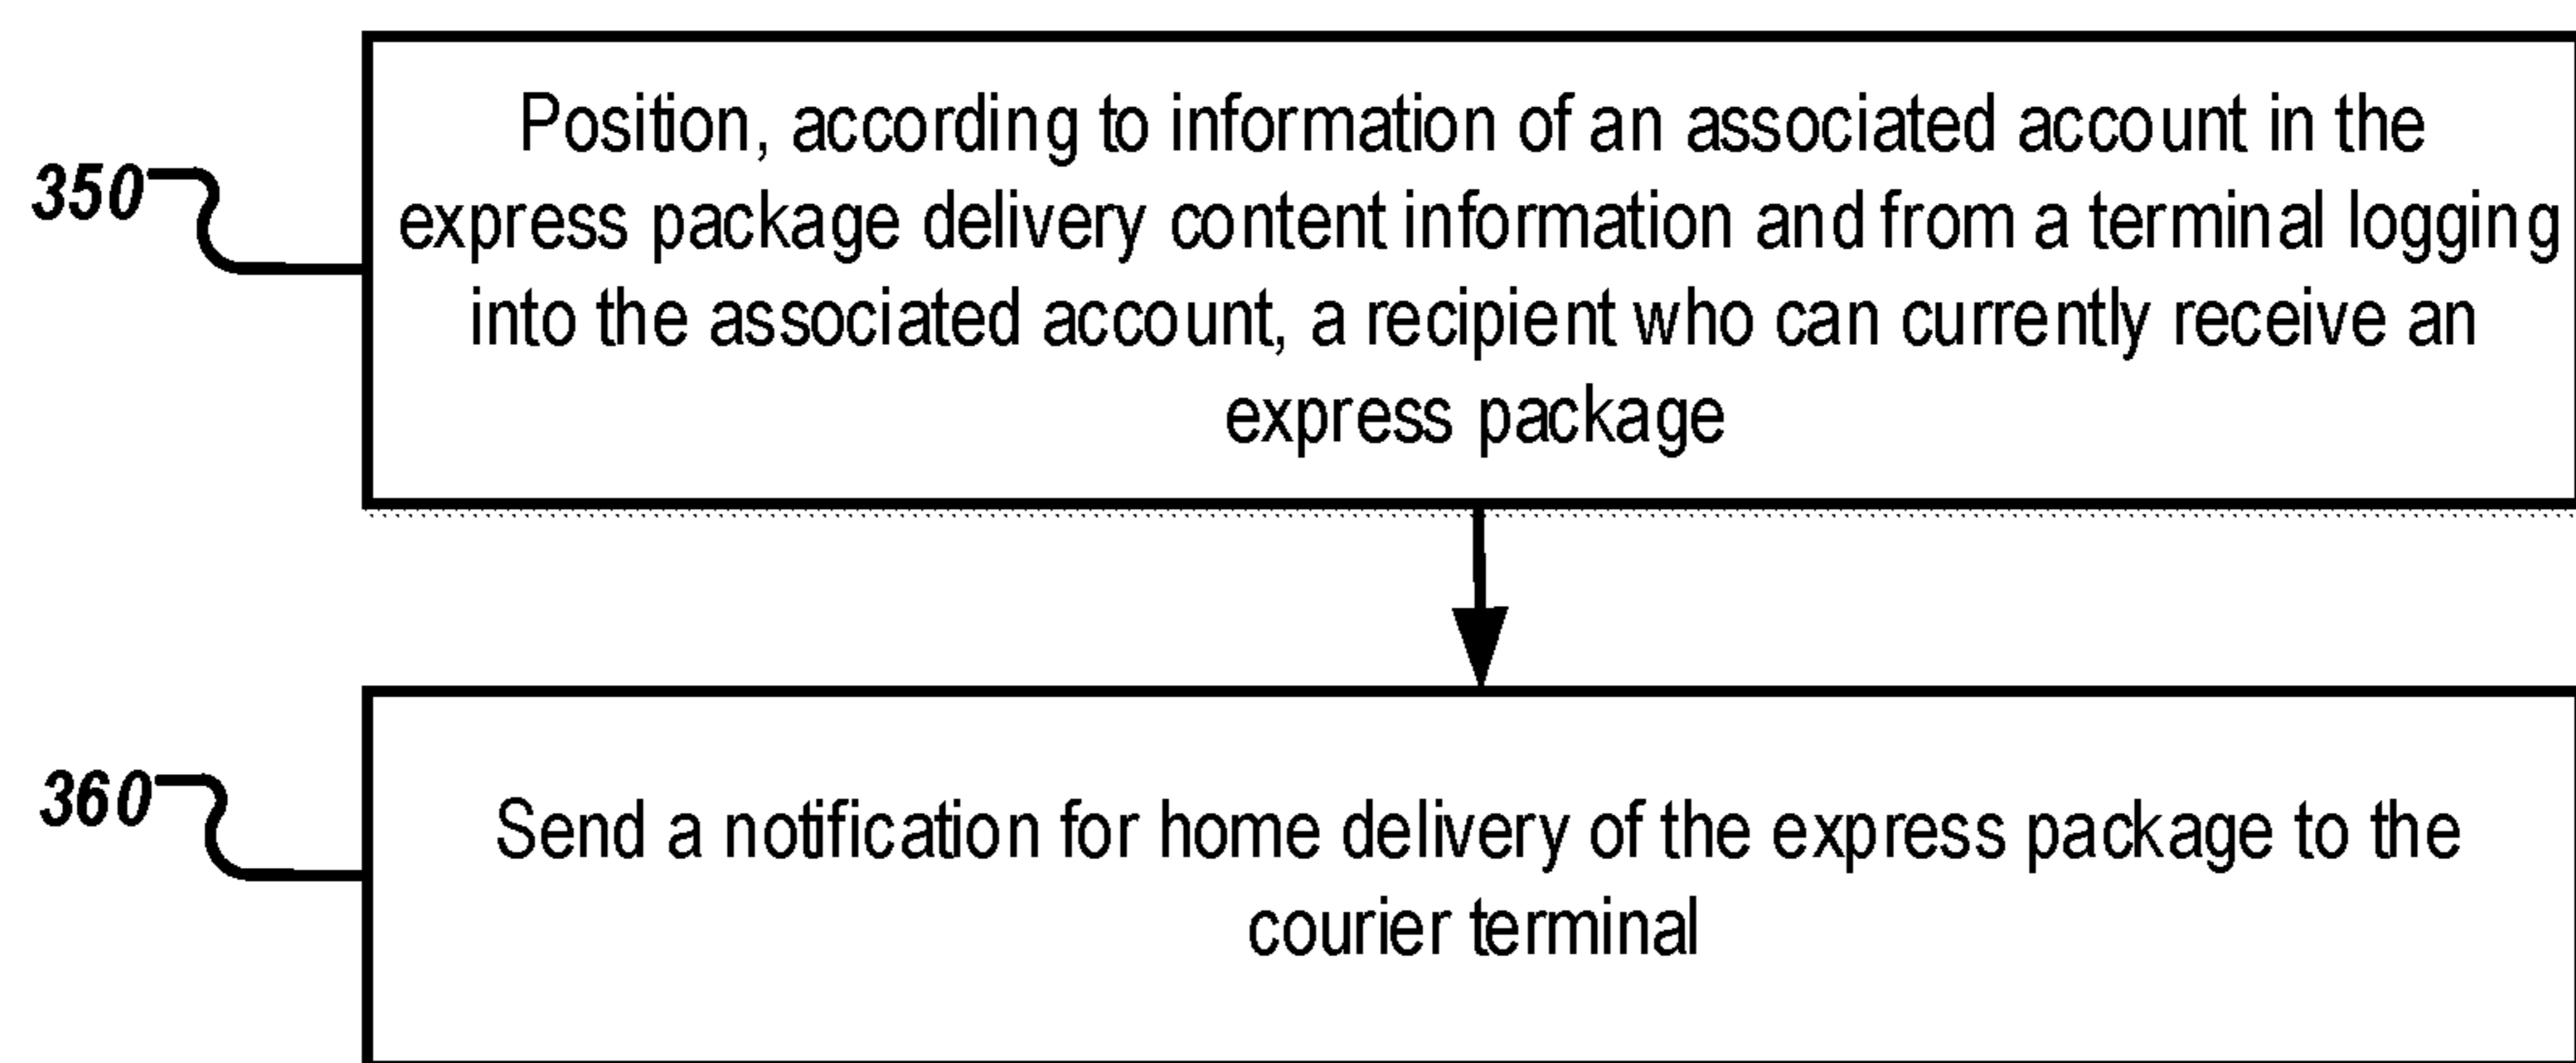 350
Position, according to information of an associated account in the
express package delivery content information and from a terminal logging
into the associated account, a recipient who can currently receive an
express package
360
Send a notification for home delivery of the express package to the
courier terminal